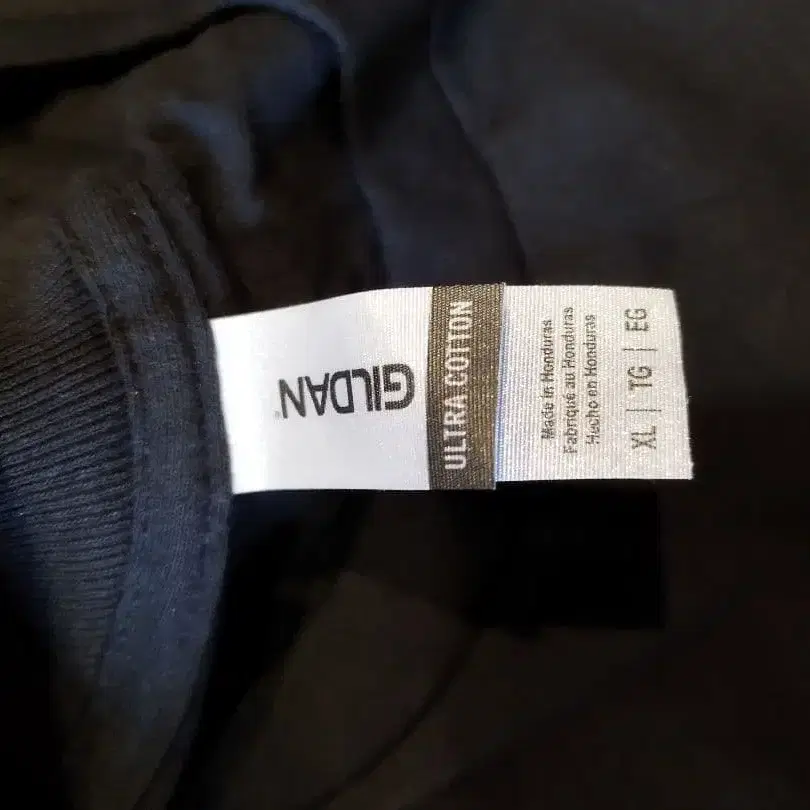 GILDAN
ULTRA COTTON
Made in Honduras
Fabriqué au Honduras
Hecho en Honduras
XL | TG | EG